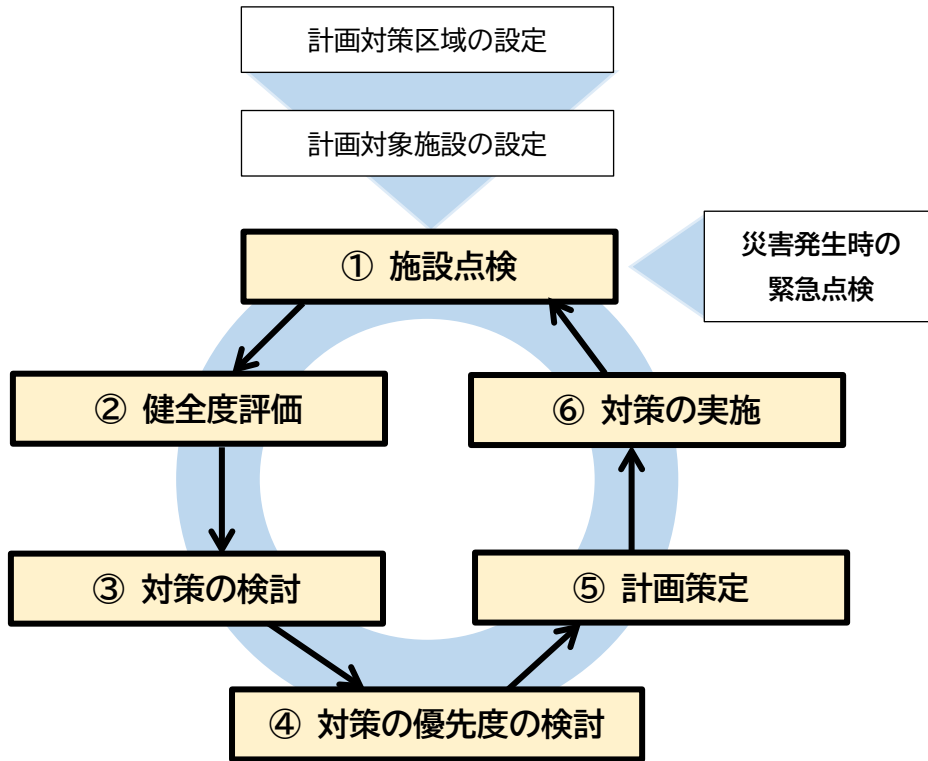 計画対策区域の設定
計画対象施設の設定
① 施設点検
災害発生時の
緊急点検
② 健全度評価
⑥ 対策の実施
③ 対策の検討
⑤ 計画策定
④ 対策の優先度の検討